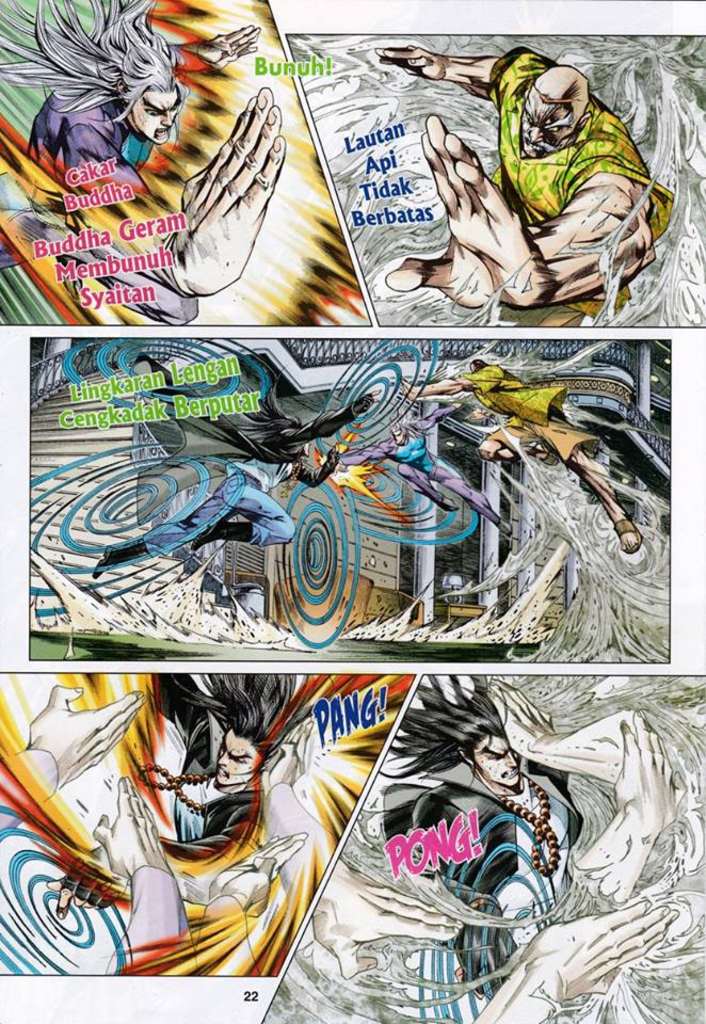 Bunuh!
Cakar
Buddha
Buddha Geram
Membunuh
Syaitan
Lautan
Api
Tidak
Berbatas
Lingkaran Lengan
Cengkadak Berputar
PANG!
PONG!
22